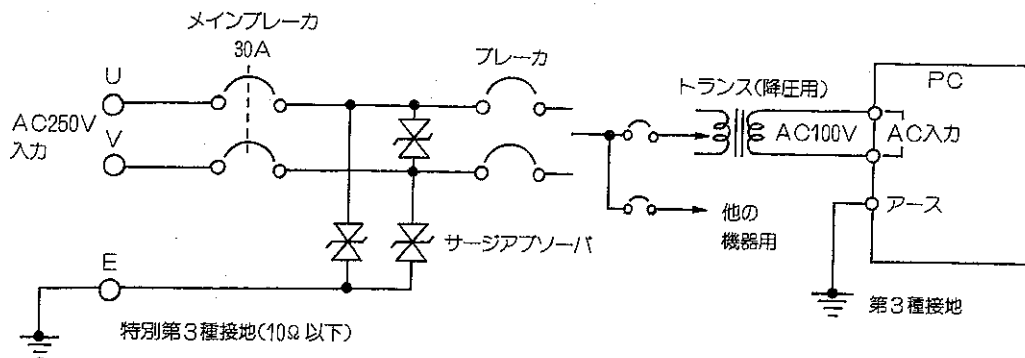 メインブレーカ
30A
ブレーカ
U
AC250V
入力
V
トランス(降圧用)
PC
AC100V
AC入力
アース
他の
機器用
サージアブソーバ
E
特別第3種接地(10Ω以下)
第3種接地